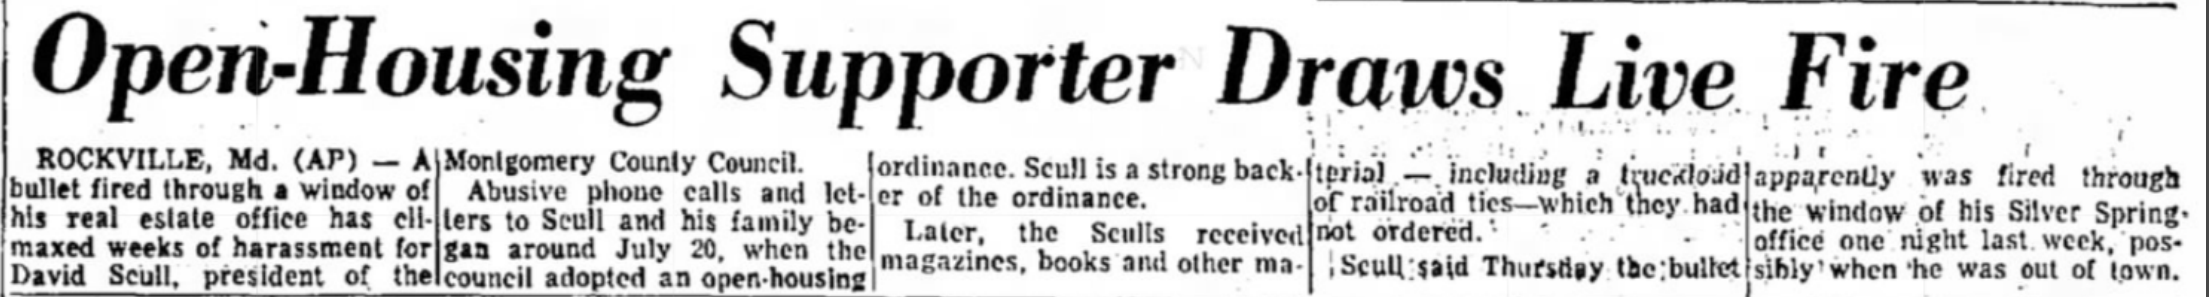 Open-Housing Supporter Draws Live Fire
ROCKVILLE, Md. (AP) — A
bullet fired through a window of
his real estate office has cli-
maxed weeks of harassment for
David Scull, president of the
Montgomery County Council.
Abusive phone calls and let-
ters to Scull and his family be-
gan around July 20, when the
council adopted an open-housing
ordinance. Scull is a strong back-
er of the ordinance.
Later, the Sculls received
magazines, books and other ma-
terial — including a truckload
of railroad ties—which they had
not ordered.
Scull said Thursday the bullet
apparently was fired through
the window of his Silver Spring
office one night last week, pos-
sibly when he was out of town.